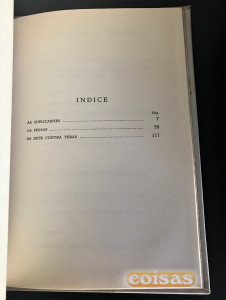 INDICE
Pág.
AS SUPLICANTES ........................ 7
OS PERSAS ........................ 59
OS SETE CONTRA TEBAS ........................ 111
coisas